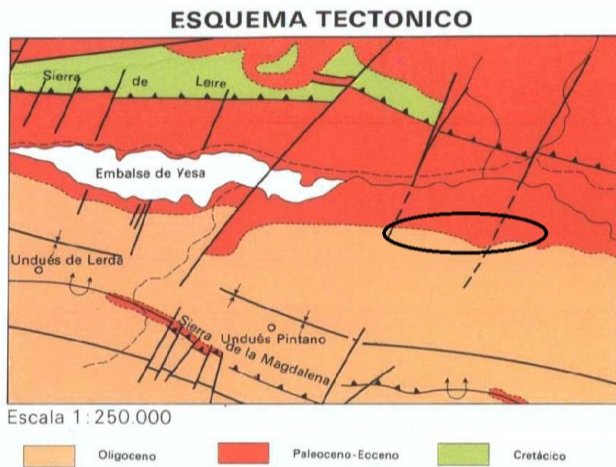 ESQUEMA TECTONICO
Sierra de Leire
Embalse de Yesa
Undués de Lerda
Undués Pintano
Sierra de la Magdalena
Escala 1:250.000
Oligoceno
Paleoceno-Eoceno
Cretácico